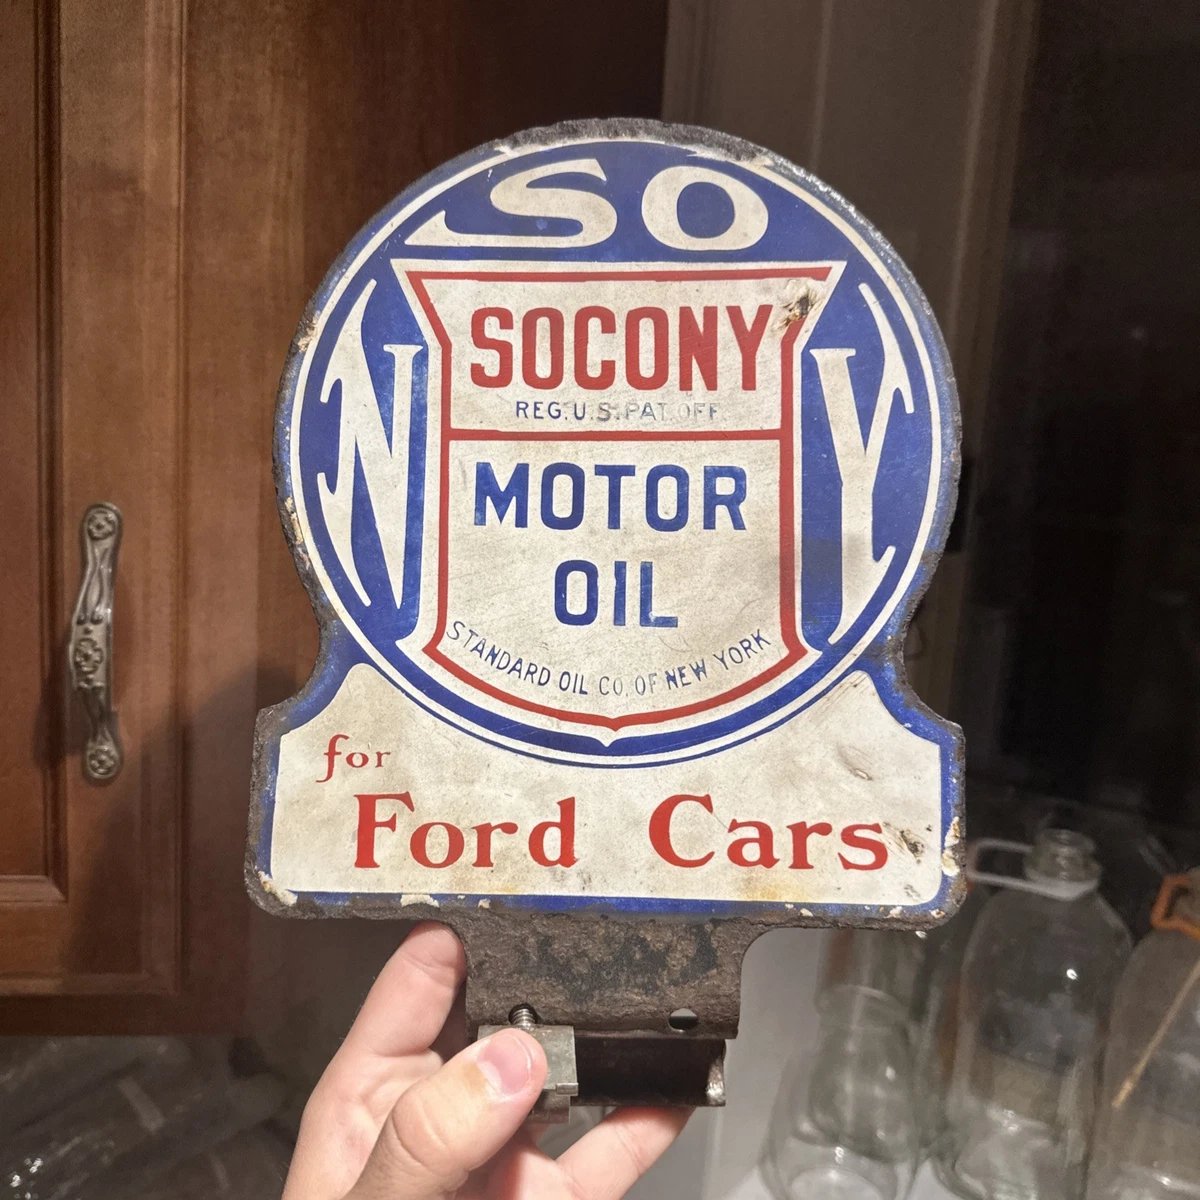 SO
N Y
SOCONY
REG.U.S.PAT.OFF.
MOTOR
OIL
STANDARD OIL CO. OF NEW YORK
for
Ford Cars